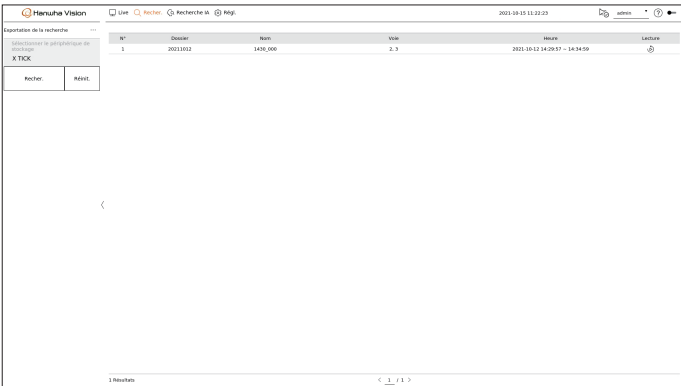 Hanwha Vision
Live Recher. Recherche IA Régl.
2021-10-15 11:22:23
admin
?
Exportation de la recherche ...
Sélectionner le périphérique de
stockage
X TICK
Recher. Réinit.
N° Dossier Nom Voie Heure Lecture
1 20211012 1430_000 2, 3 2021-10-12 14:29:57 ~ 14:34:59
1 Résultats
< 1 / 1 >